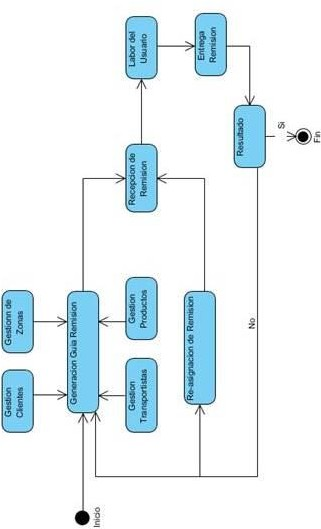 Inicio
Gestion
Clientes
Gestionn de
Zonas
Generacion Guia Remision
Gestion
Transportistas
Gestion
Productos
Re-asignacion de Remision
Recepcion de
Remision
Labor del
Usuario
Entrega
Remision
Resultado
Si
No
Fin